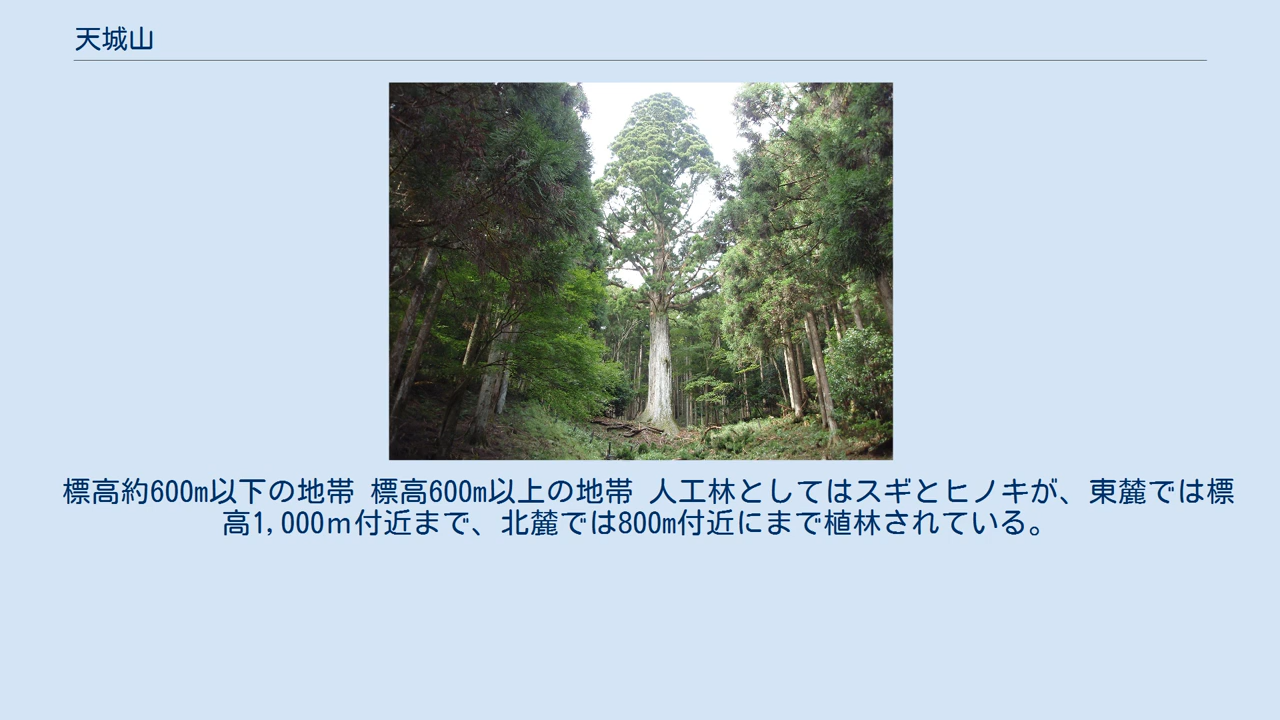 天城山
標高約600m以下の地帯 標高600m以上の地帯 人工林としてはスギとヒノキが、東麓では標
高1,000ｍ付近まで、北麓では800m付近にまで植林されている。